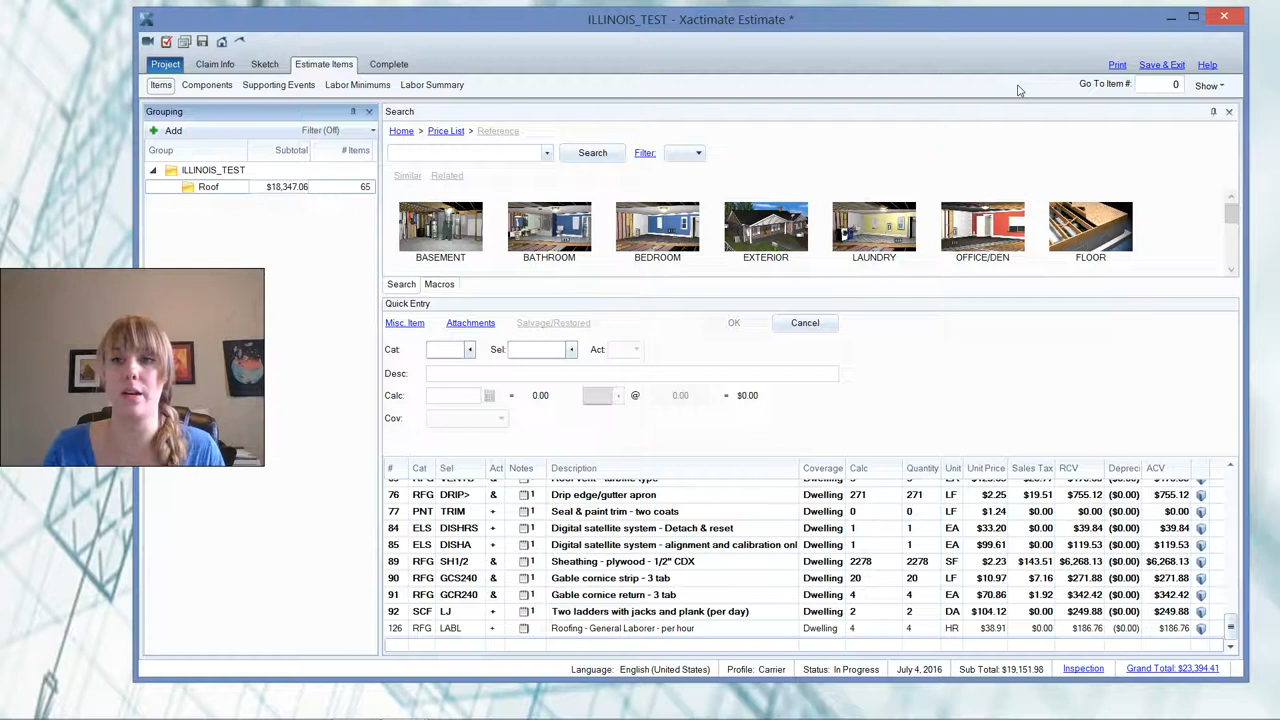 ILLINOIS_TEST - Xactimate Estimate *
Project Claim Info Sketch Estimate Items Complete Print Save & Exit Help
Items Components Supporting Events Labor Minimums Labor Summary Go To Item #: 0 Show
Grouping
Add Filter (Off)
Group Subtotal # Items
ILLINOIS_TEST
Roof $18,347.06 65
Search
Home > Price List > Reference
Search Filter:
Similar Related
BASEMENT BATHROOM BEDROOM EXTERIOR LAUNDRY OFFICE/DEN FLOOR
Search Macros
Quick Entry
Misc. Item Attachments Salvage/Restored OK Cancel
Cat: Sel: Act:
Desc:
Calc: = 0.00 @ 0.00 = $0.00
Cov:
# Cat Sel Act Notes Description Coverage Calc Quantity Unit Unit Price Sales Tax RCV Depreci ACV
76 RFG DRIP> & 1 Drip edge/gutter apron Dwelling 271 271 LF $2.25 $19.51 $755.12 ($0.00) $755.12
77 PNT TRIM + 1 Seal & paint trim - two coats Dwelling 0 0 LF $1.24 $0.00 $0.00 ($0.00) $0.00
84 ELS DISHRS + 1 Digital satellite system - Detach & reset Dwelling 1 1 EA $33.20 $0.00 $39.84 ($0.00) $39.84
85 ELS DISHA + 1 Digital satellite system - alignment and calibration onl Dwelling 1 1 EA $99.61 $0.00 $119.53 ($0.00) $119.53
89 RFG SH1/2 & 1 Sheathing - plywood - 1/2" CDX Dwelling 2278 2278 SF $2.23 $143.51 $6,268.13 ($0.00) $6,268.13
90 RFG GCS240 & 1 Gable cornice strip - 3 tab Dwelling 20 20 LF $10.97 $7.16 $271.88 ($0.00) $271.88
91 RFG GCR240 & 1 Gable cornice return - 3 tab Dwelling 4 4 EA $70.86 $1.92 $342.42 ($0.00) $342.42
92 SCF LJ + 1 Two ladders with jacks and plank (per day) Dwelling 2 2 DA $104.12 $0.00 $249.88 ($0.00) $249.88
126 RFG LABL + Roofing - General Laborer - per hour Dwelling 4 4 HR $38.91 $0.00 $186.76 ($0.00) $186.76
Language: English (United States) Profile: Carrier Status: In Progress July 4, 2016 Sub Total: $19,151.98 Inspection Grand Total: $23,394.41